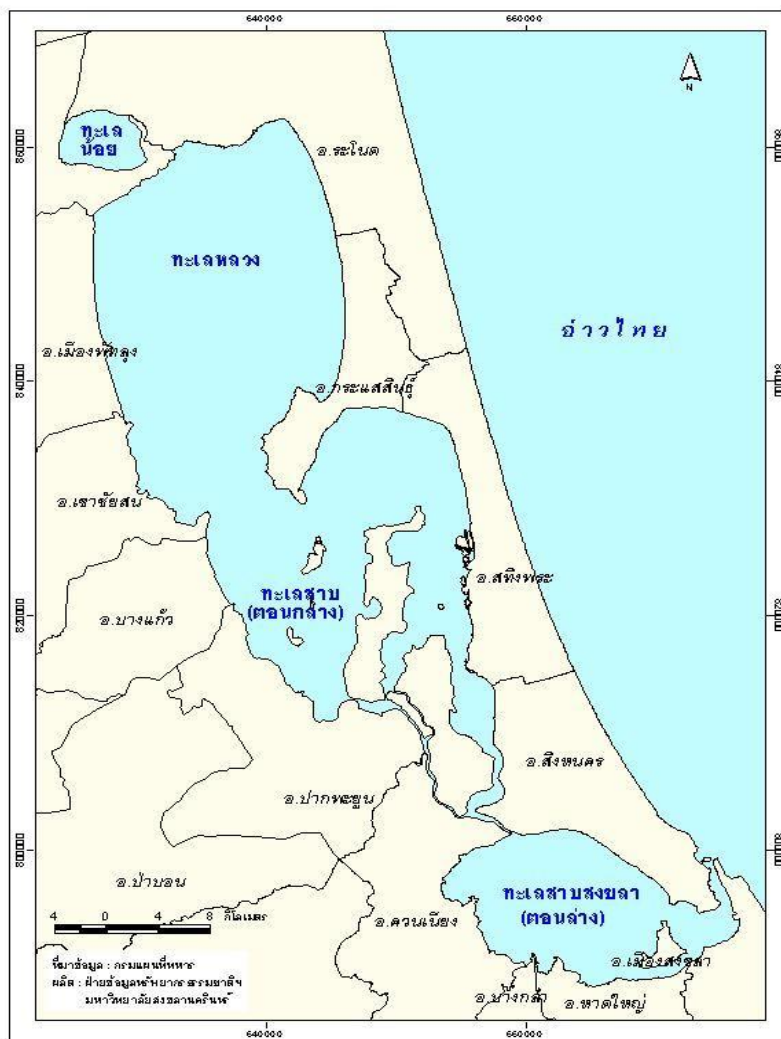 640000 660000
ทะเล
น้อย
860000
อ.ระโนด
ทะเลหลวง
อ่าวไทย
อ.เมืองพัทลุง
840000
อ.กระแสสินธุ์
อ.เขาชัยสน
อ.สทิงพระ
ทะเลสาบ
(ตอนกลาง)
อ.บางแก้ว
820000
อ.สิงหนคร
อ.ปากพะยูน
800000
อ.ป่าบอน
ทะเลสาบสงขลา
(ตอนล่าง)
อ.ควนเนียง
4 0 4 8 กิโลเมตร
อ.เมืองสงขลา
ที่มาข้อมูล : กรมแผนที่ทหาร
ผลิต : ฝ่ายข้อมูลทรัพยากรธรรมชาติฯ
มหาวิทยาลัยสงขลานครินทร์
อ.บางกล่ำ
อ.หาดใหญ่
640000 660000
N